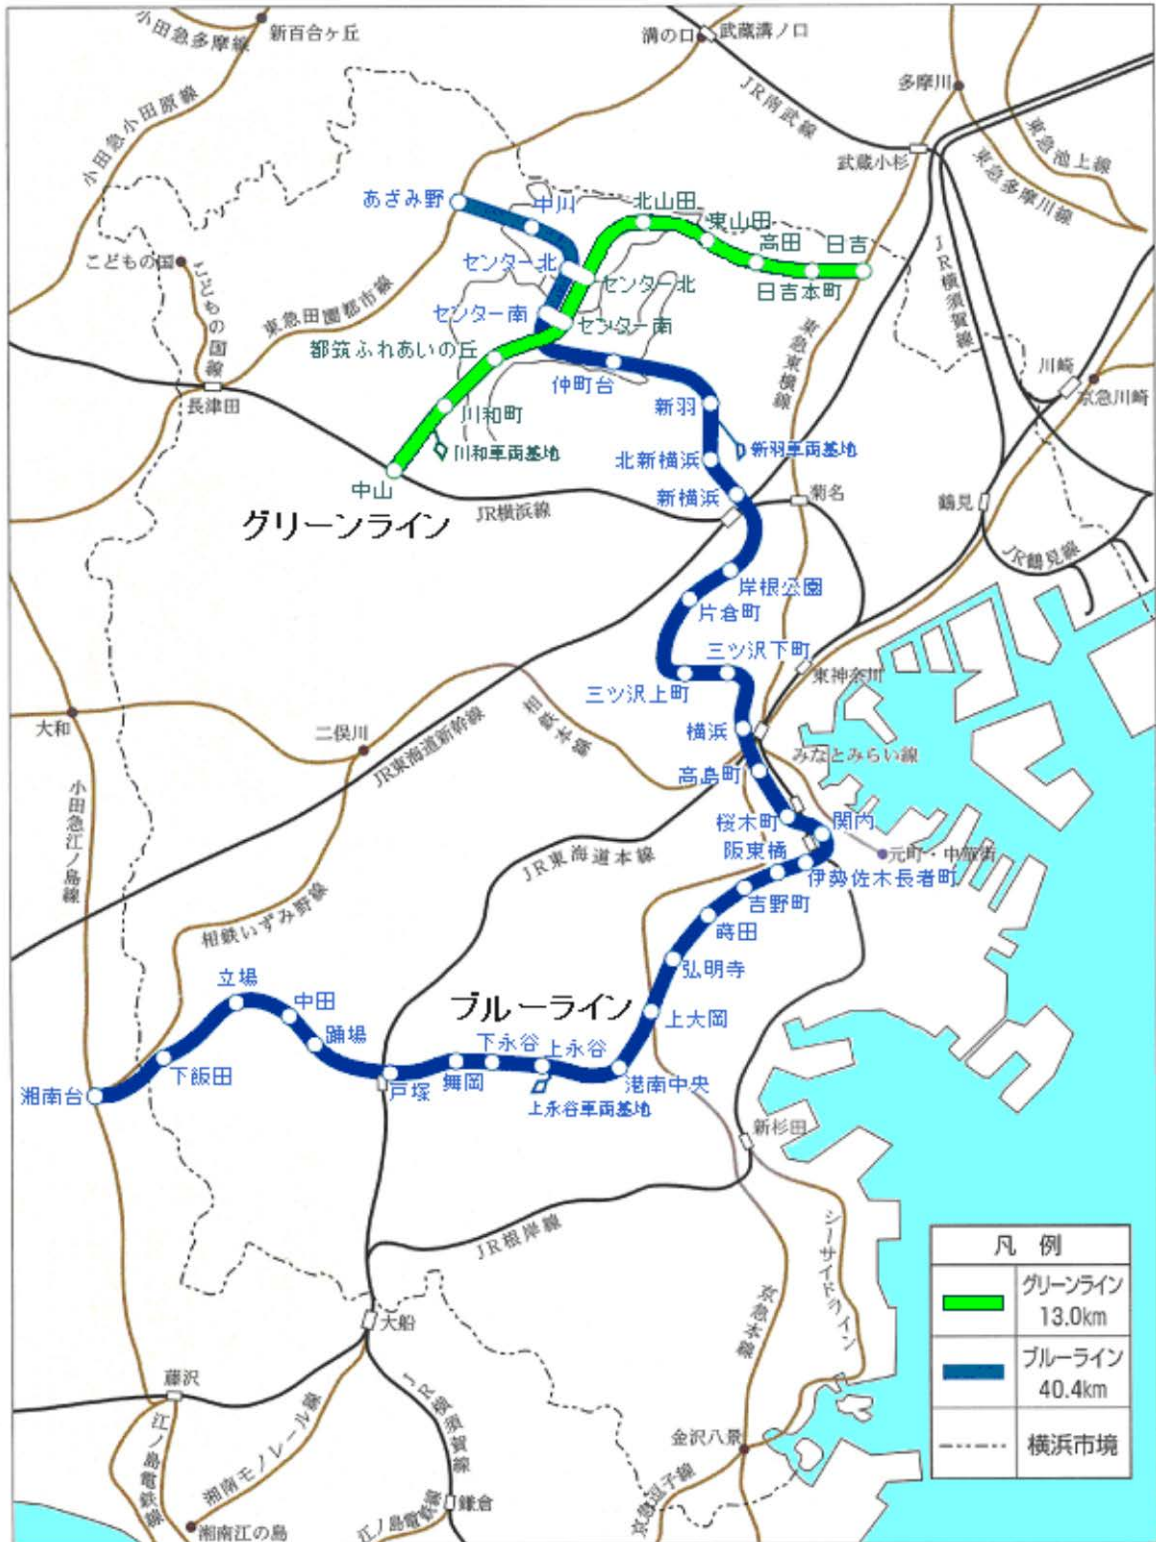 小田急多摩線
新百合ヶ丘
溝の口
武蔵溝ノ口
JR南武線
多摩川
小田急小田原線
武蔵小杉
東急池上線
東急多摩川線
あざみ野
中川
北山田
東山田
高田
日吉
こどもの国
こどもの国線
センター北
センター北
日吉本町
JR横須賀線
東急田園都市線
センター南
センター南
都筑ふれあいの丘
東急東横線
川崎
京急川崎
仲町台
長津田
川和町
新羽
川和車両基地
北新横浜
新羽車両基地
中山
新横浜
菊名
鶴見
JR横浜線
グリーンライン
JR鶴見線
岸根公園
片倉町
三ツ沢下町
東神奈川
三ツ沢上町
大和
二俣川
相鉄本線
JR東海道新幹線
横浜
みなとみらい線
高島町
小田急江ノ島線
桜木町
関内
JR東海道本線
阪東橋
元町・中華街
伊勢佐木長者町
吉野町
相鉄いずみ野線
蒔田
弘明寺
立場
中田
ブルーライン
上大岡
踊場
下永谷
上永谷
下飯田
舞岡
戸塚
港南中央
湘南台
上永谷車両基地
新杉田
JR根岸線
シーサイドライン
京急本線
大船
藤沢
JR横須賀線
江ノ島電鉄線
湘南モノレール線
金沢八景
京急逗子線
鎌倉
江ノ島電鉄線
湘南江の島
凡 例
グリーンライン
13.0km
ブルーライン
40.4km
横浜市境